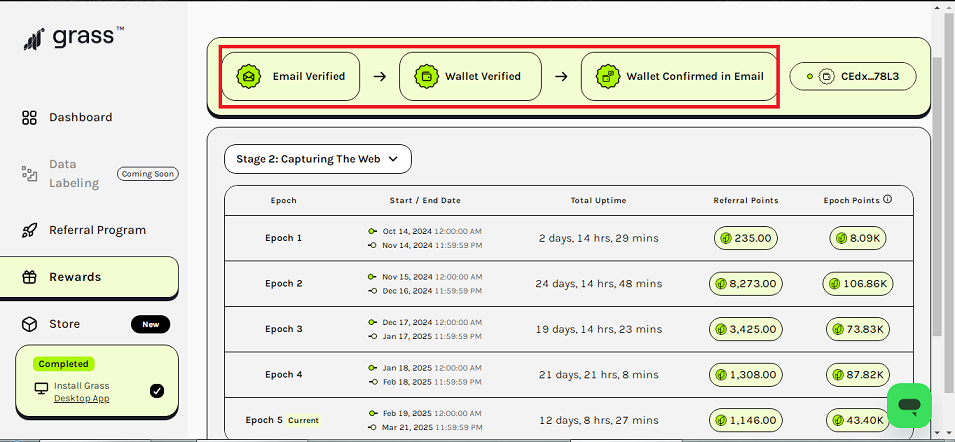 grass™
Dashboard
Data
Labeling
Coming Soon
Referral Program
Rewards
Store
New
Completed
Install Grass
Desktop App
Email Verified
Wallet Verified
Wallet Confirmed in Email
CEdx...78L3
Stage 2: Capturing The Web
Epoch Start / End Date Total Uptime Referral Points Epoch Points
Epoch 1
Oct 14, 2024 12:00:00 AM
Nov 14, 2024 11:59:59 PM
2 days, 14 hrs, 29 mins
235.00
8.09K
Epoch 2
Nov 15, 2024 12:00:00 AM
Dec 16, 2024 11:59:59 PM
24 days, 14 hrs, 48 mins
8,273.00
106.86K
Epoch 3
Dec 17, 2024 12:00:00 AM
Jan 17, 2025 11:59:59 PM
19 days, 14 hrs, 23 mins
3,425.00
73.83K
Epoch 4
Jan 18, 2025 12:00:00 AM
Feb 18, 2025 11:59:59 PM
21 days, 21 hrs, 8 mins
1,308.00
87.82K
Epoch 5 Current
Feb 19, 2025 12:00:00 AM
Mar 21, 2025 11:59:59 PM
12 days, 8 hrs, 27 mins
1,146.00
43.40K